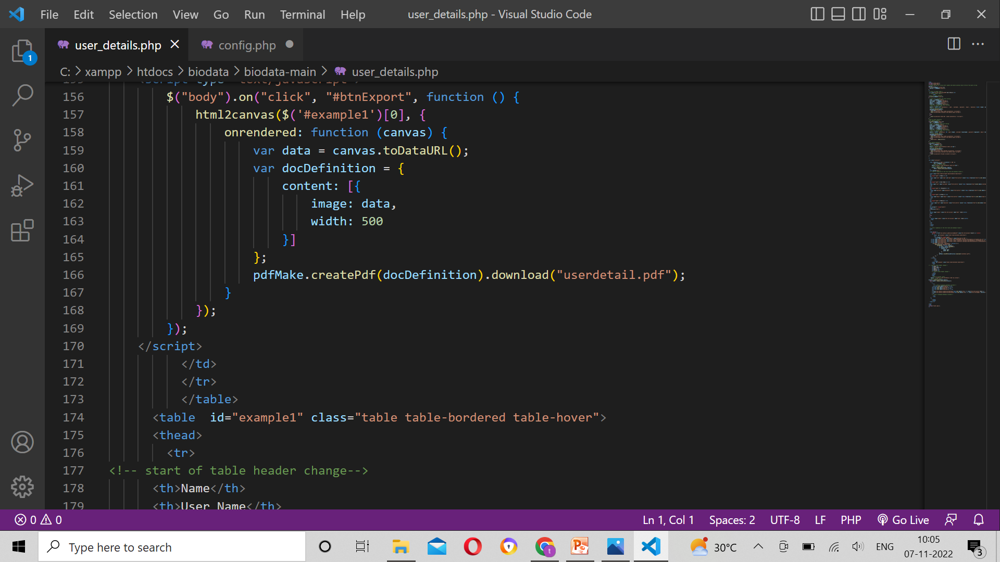 File Edit Selection View Go Run Terminal Help user_details.php - Visual Studio Code
user_details.php config.php
1
C: > xampp > htdocs > biodata > biodata-main > user_details.php
156 $("body").on("click", "#btnExport", function () {
157 html2canvas($('#example1')[0], {
158 onrendered: function (canvas) {
159 var data = canvas.toDataURL();
160 var docDefinition = {
161 content: [{
162 image: data,
163 width: 500
164 }]
165 };
166 pdfMake.createPdf(docDefinition).download("userdetail.pdf");
167 }
168 });
169 });
170 </script>
171 </td>
172 </tr>
173 </table>
174 <table  id="example1" class="table table-bordered table-hover">
175 <thead>
176 <tr>
177 <!-- start of table header change-->
178 <th>Name</th>
179 <th>User Name</th>
0 0 Ln 1, Col 1 Spaces: 2 UTF-8 LF PHP Go Live
Type here to search 30°C ENG 10:05
07-11-2022 3